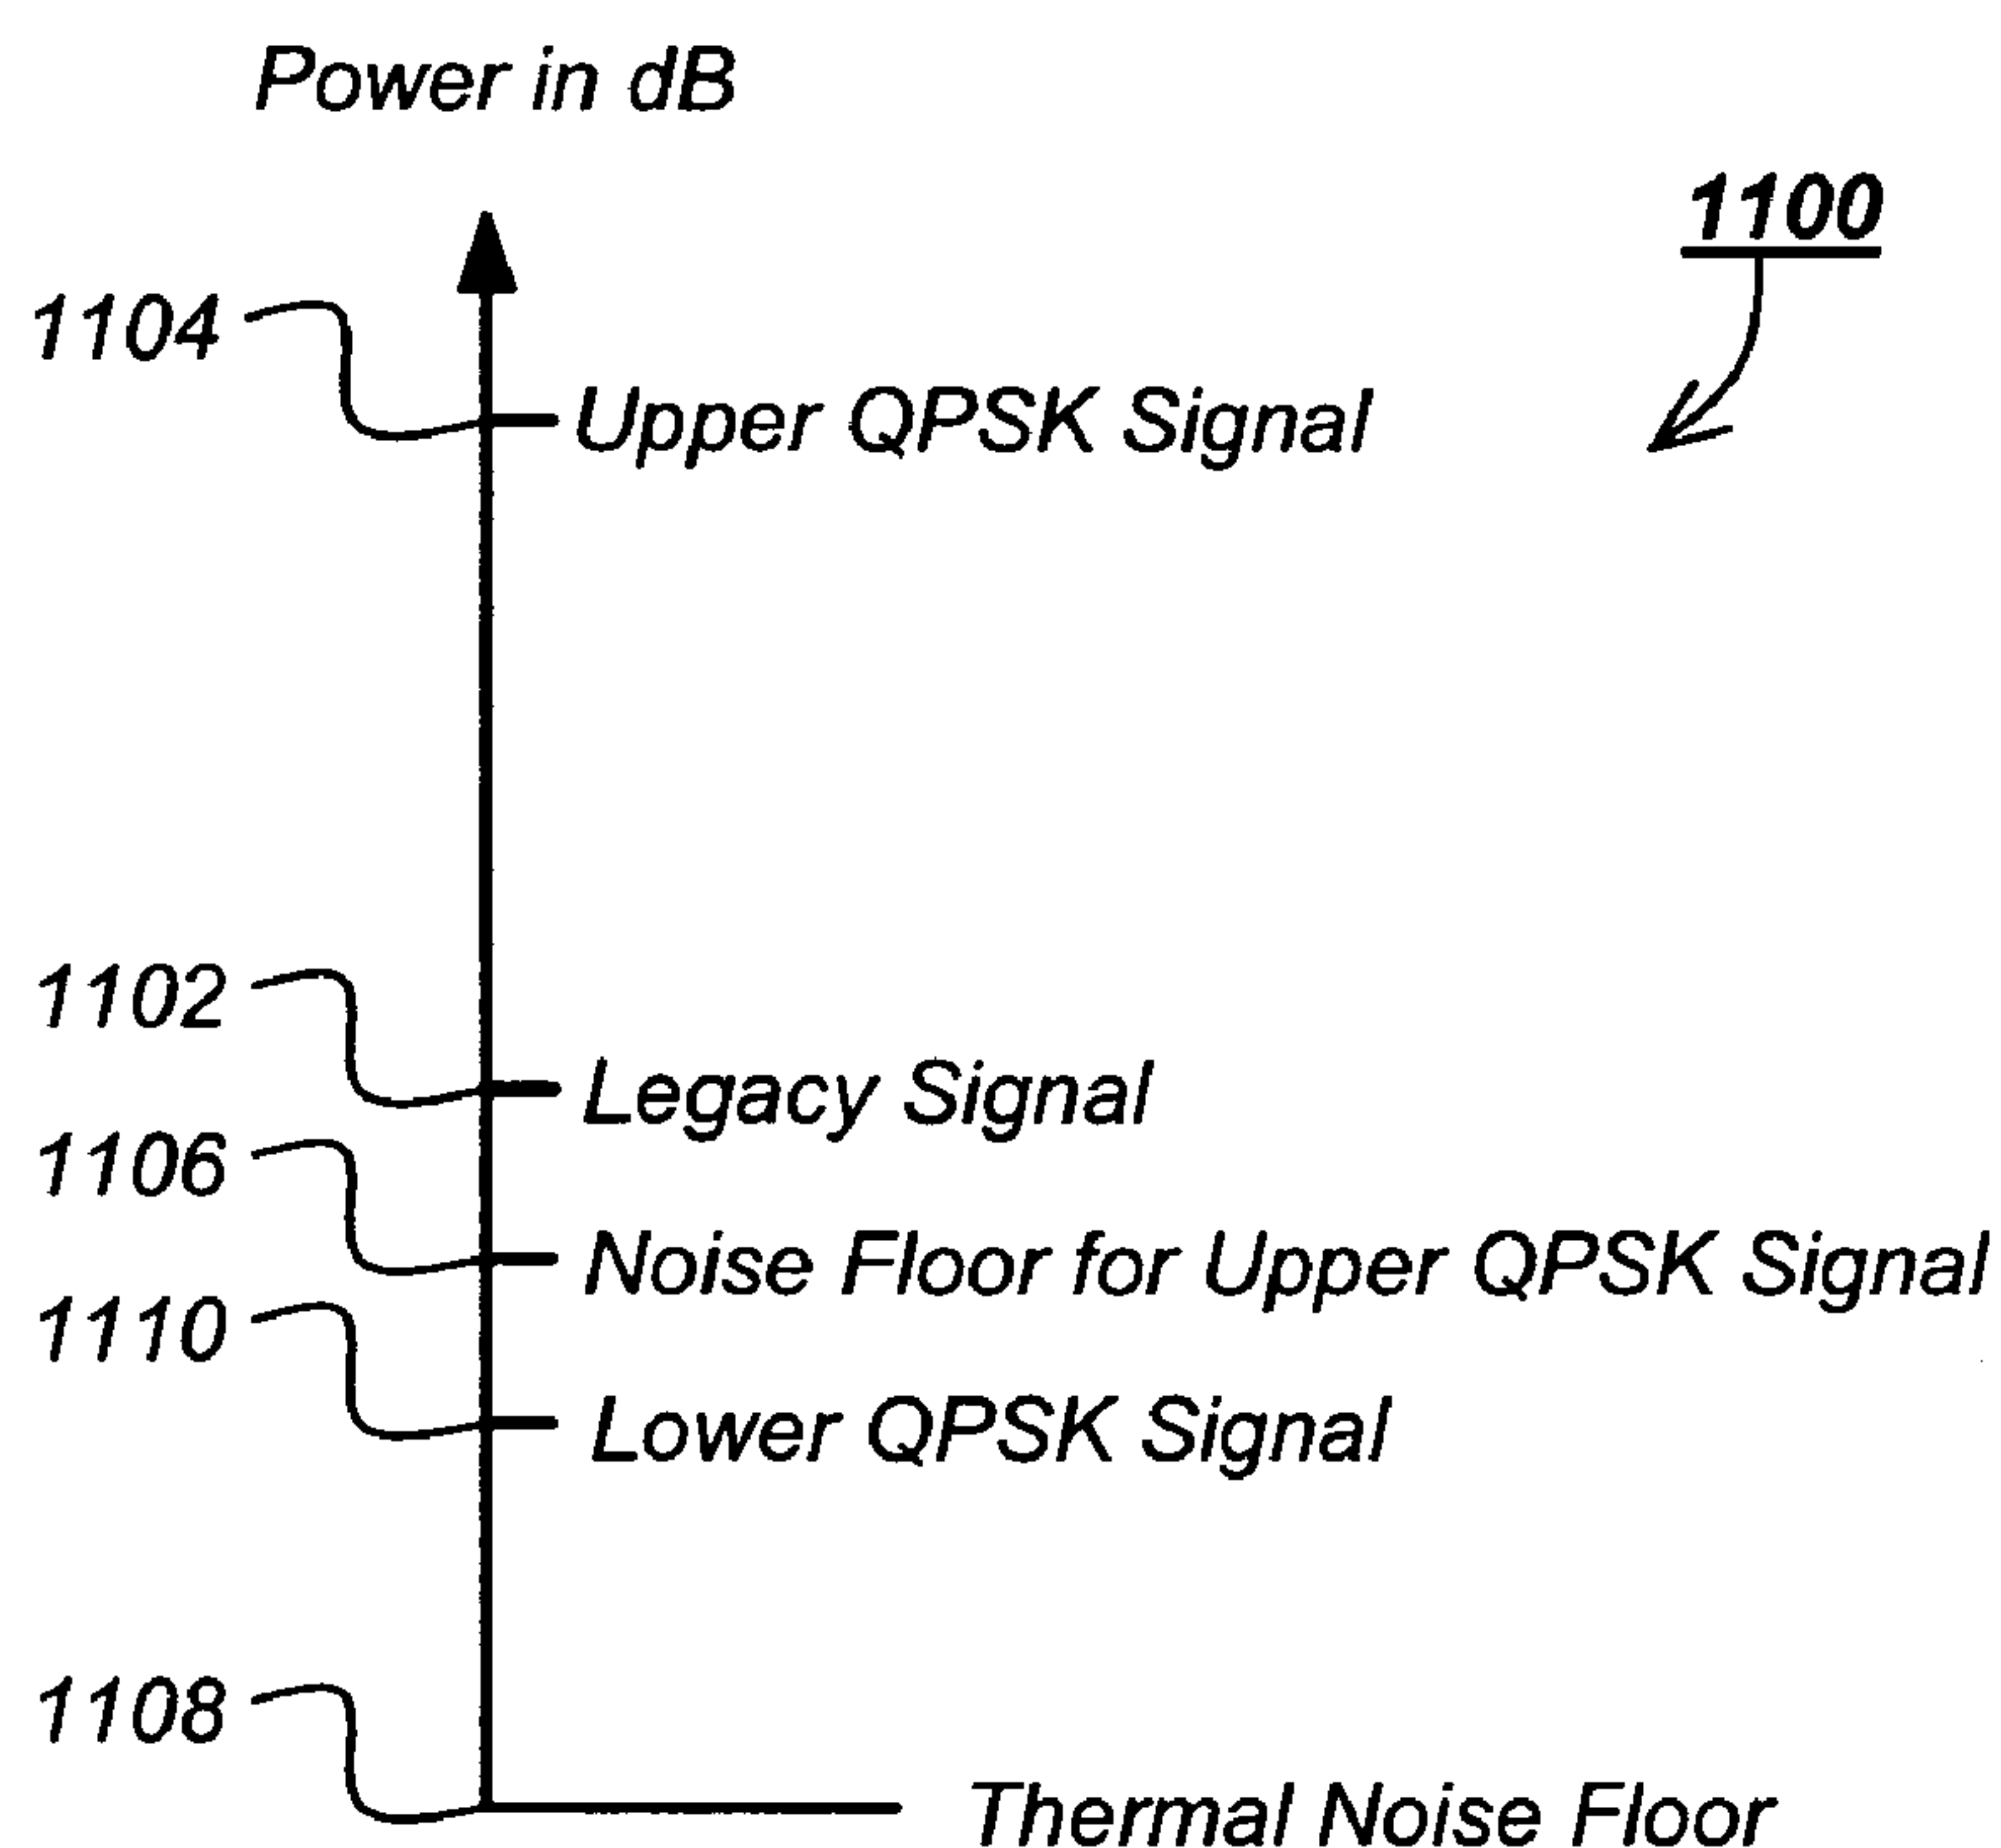 Power in dB
1100
1104
Upper QPSK Signal
1102
Legacy Signal
1106
Noise Floor for Upper QPSK Signal
1110
Lower QPSK Signal
1108
Thermal Noise Floor